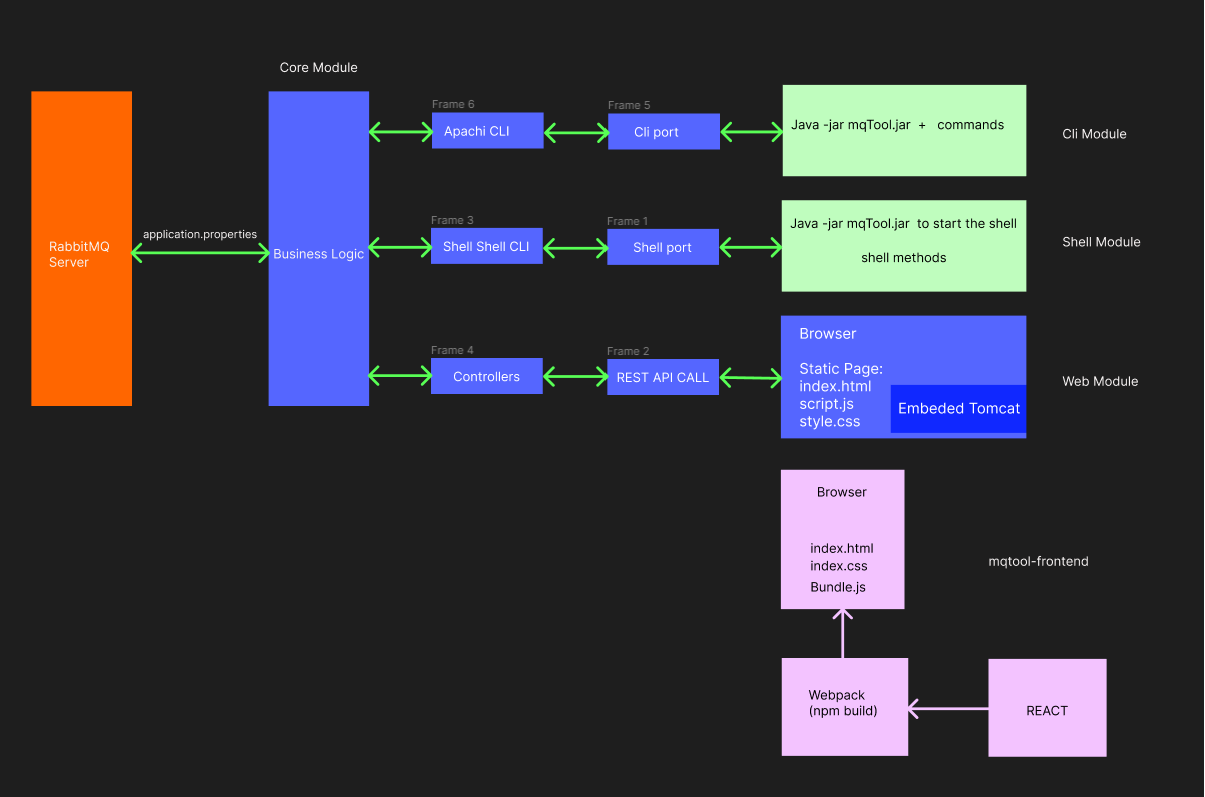 Core Module
RabbitMQ
Server
application.properties
Business Logic
Frame 6
Apachi CLI
Frame 5
Cli port
Java -jar mqTool.jar + commands
Cli Module
Frame 3
Shell Shell CLI
Frame 1
Shell port
Java -jar mqTool.jar to start the shell
shell methods
Shell Module
Frame 4
Controllers
Frame 2
REST API CALL
Browser
Static Page:
index.html
script.js
style.css
Embeded Tomcat
Web Module
Browser
index.html
index.css
Bundle.js
mqtool-frontend
Webpack
(npm build)
REACT